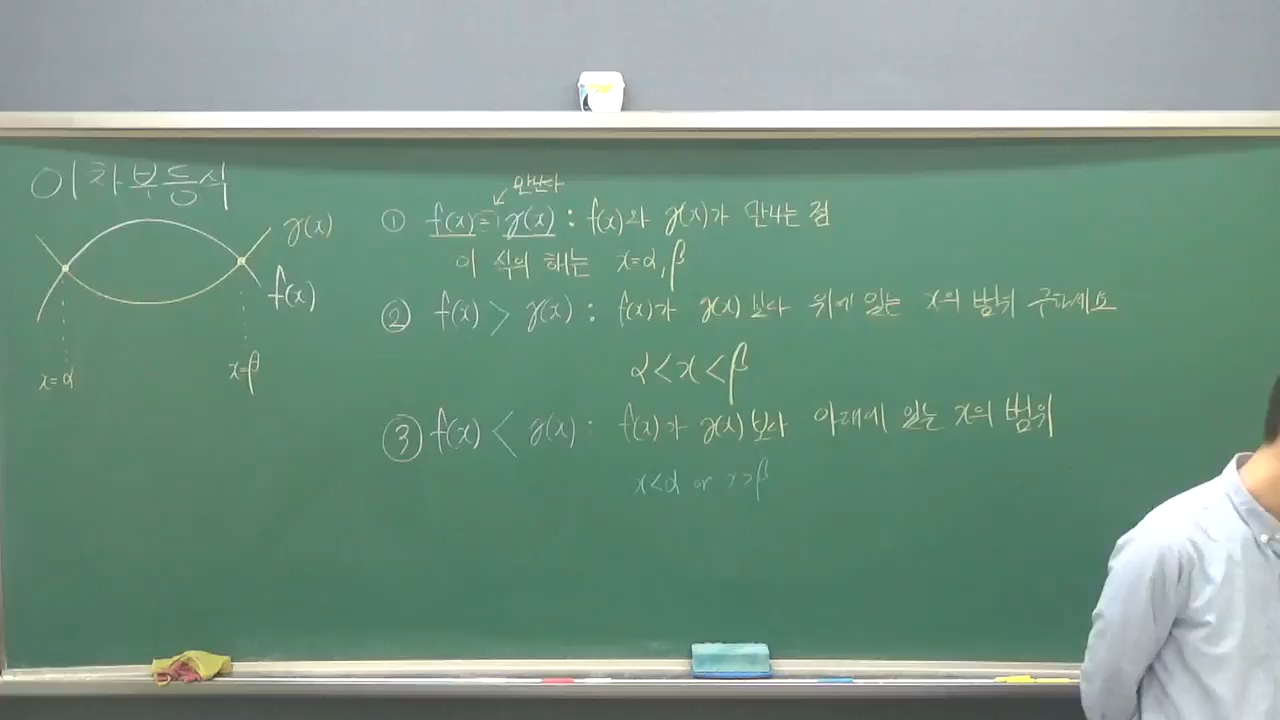 이차부등식
g(x)
f(x)
x=α
x=β
만난다
① f(x)=g(x) : f(x)와 g(x)가 만나는 점
이 식의 해는 x=α, β
② f(x) > g(x) : f(x)가 g(x)보다 위에 있는 x의 범위 구하세요
α<x<β
③ f(x) < g(x) : f(x)가 g(x)보다 아래에 있는 x의 범위
x<α or x>β